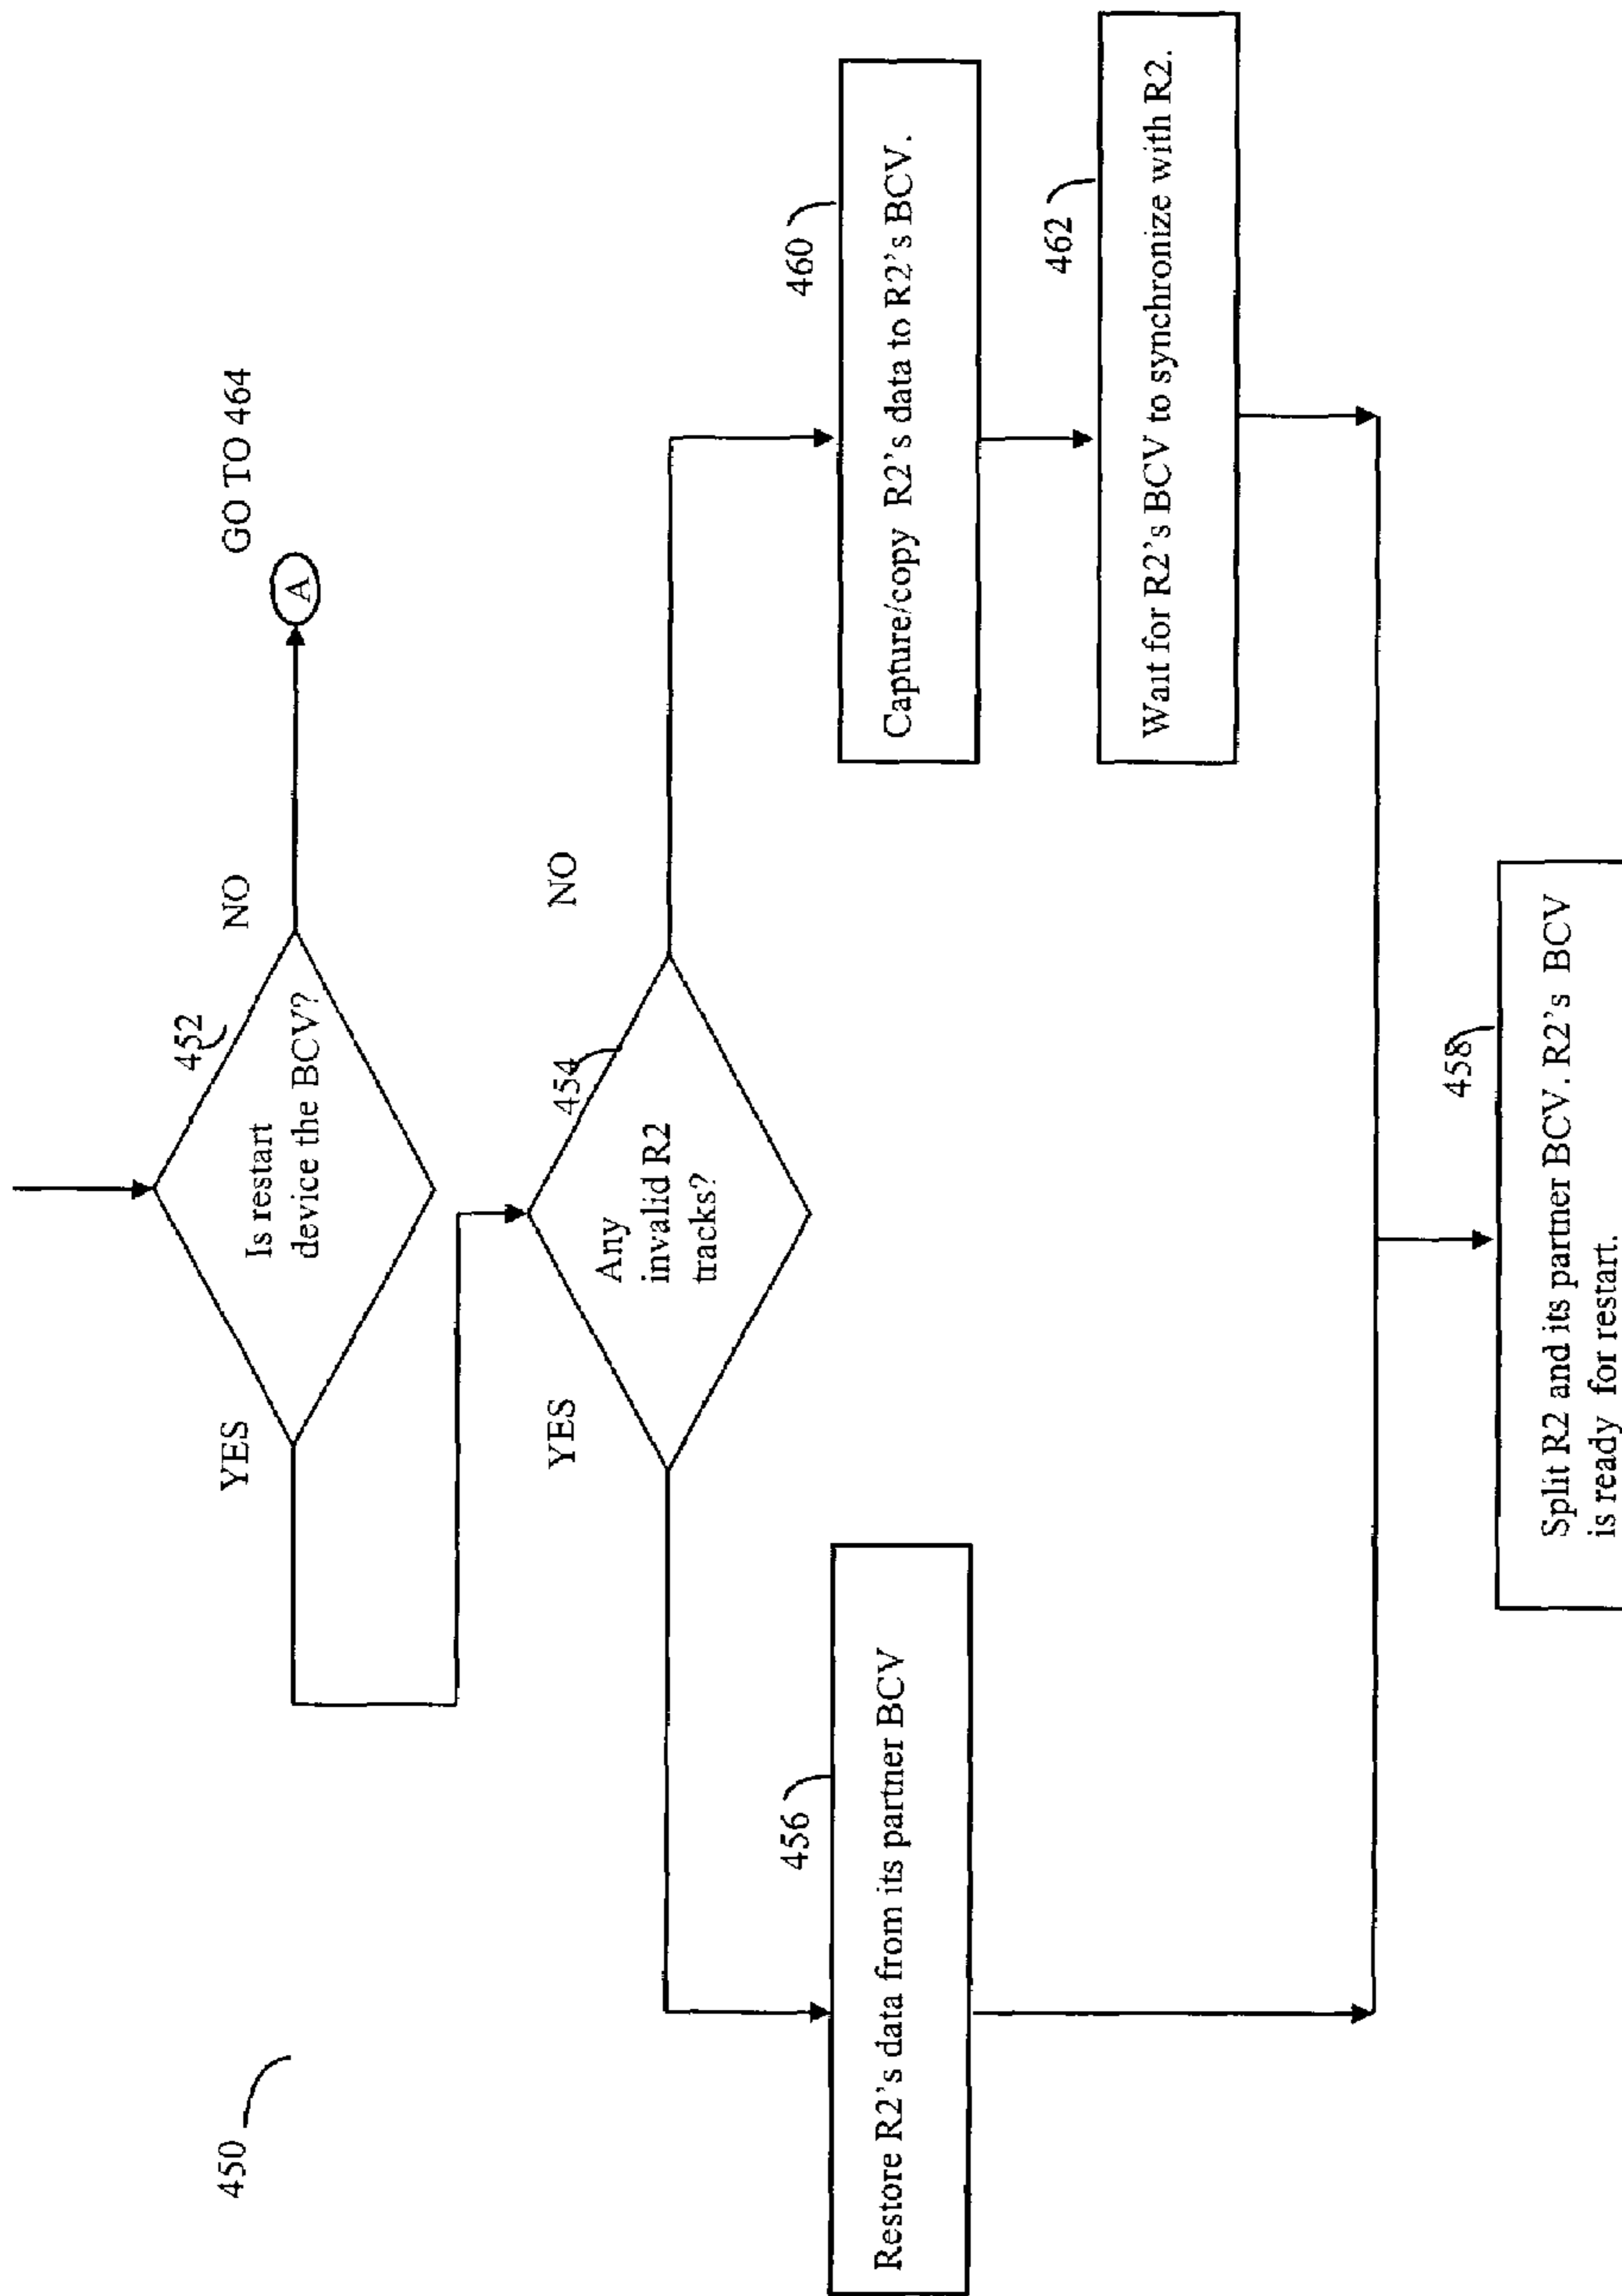 450
GO TO 464
452
YES
NO
Is restart
device the BCV?
A
454
YES
NO
Any
invalid R2
tracks?
456
Restore R2's data from its partner BCV
460
Capture/copy R2's data to R2's BCV.
462
Wait for R2's BCV to synchronize with R2.
458
Split R2 and its partner BCV. R2's BCV
is ready for restart.